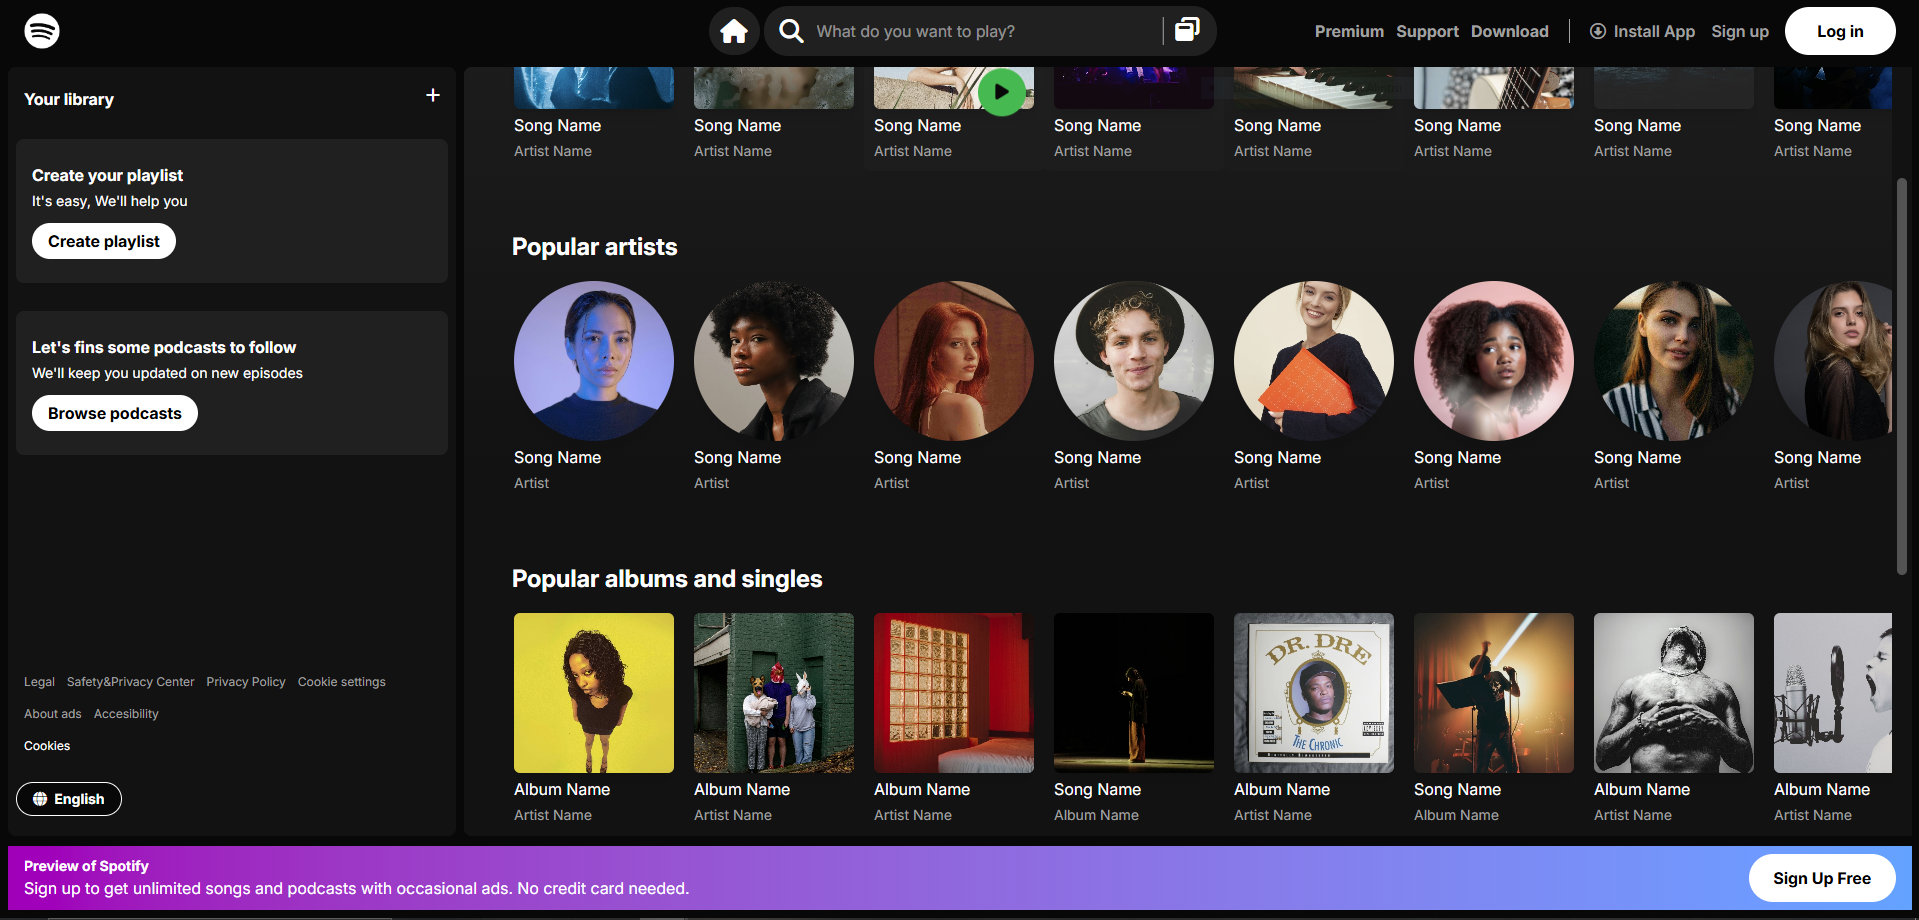 What do you want to play?
Premium Support Download Install App Sign up Log in
Your library
Create your playlist
It's easy, We'll help you
Create playlist
Let's fins some podcasts to follow
We'll keep you updated on new episodes
Browse podcasts
Legal Safety&Privacy Center Privacy Policy Cookie settings
About ads Accesibility
Cookies
English
Song Name Song Name Song Name Song Name Song Name Song Name Song Name Song Name
Artist Name Artist Name Artist Name Artist Name Artist Name Artist Name Artist Name Artist Name
Popular artists
Song Name Song Name Song Name Song Name Song Name Song Name Song Name Song Name
Artist Artist Artist Artist Artist Artist Artist Artist
Popular albums and singles
DR. DRE
THE CHRONIC
Album Name Album Name Album Name Song Name Album Name Song Name Album Name Album Name
Artist Name Artist Name Artist Name Album Name Artist Name Album Name Artist Name Artist Name
Preview of Spotify
Sign up to get unlimited songs and podcasts with occasional ads. No credit card needed.
Sign Up Free